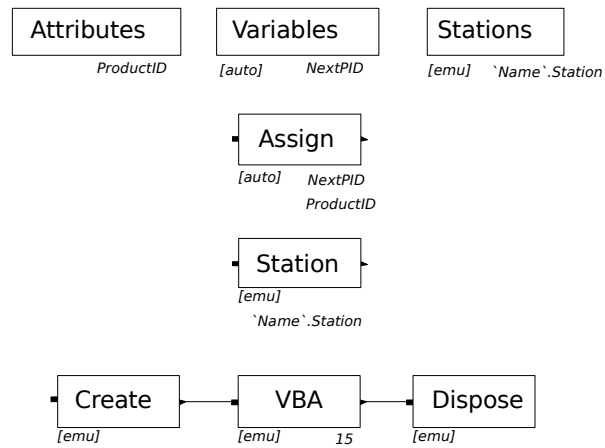 Attributes Variables Stations
ProductID [auto] NextPID [emu] `Name`.Station
Assign
[auto] NextPID
ProductID
Station
[emu]
`Name`.Station
Create VBA Dispose
[emu] [emu] 15 [emu]